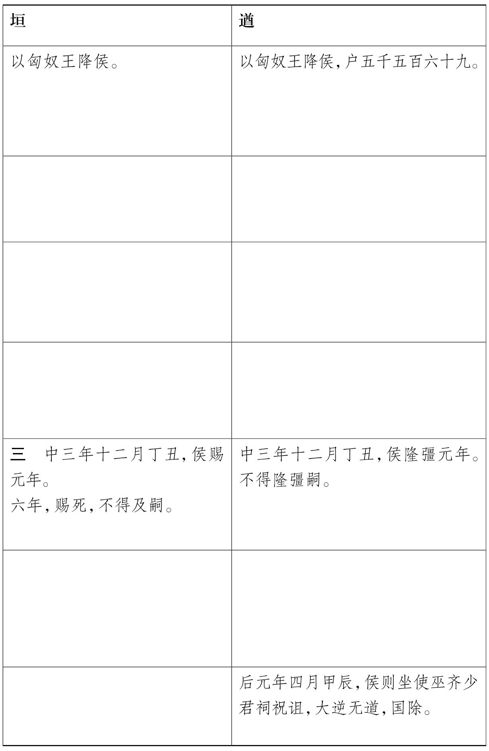 垣
遒
以匈奴王降侯。
以匈奴王降侯，户五千五百六十九。
三　中三年十二月丁丑，侯赐
元年。
六年，赐死，不得及嗣。
中三年十二月丁丑，侯隆彊元年。
不得隆彊嗣。
后元年四月甲辰，侯则坐使巫齐少
君祠祝诅，大逆无道，国除。